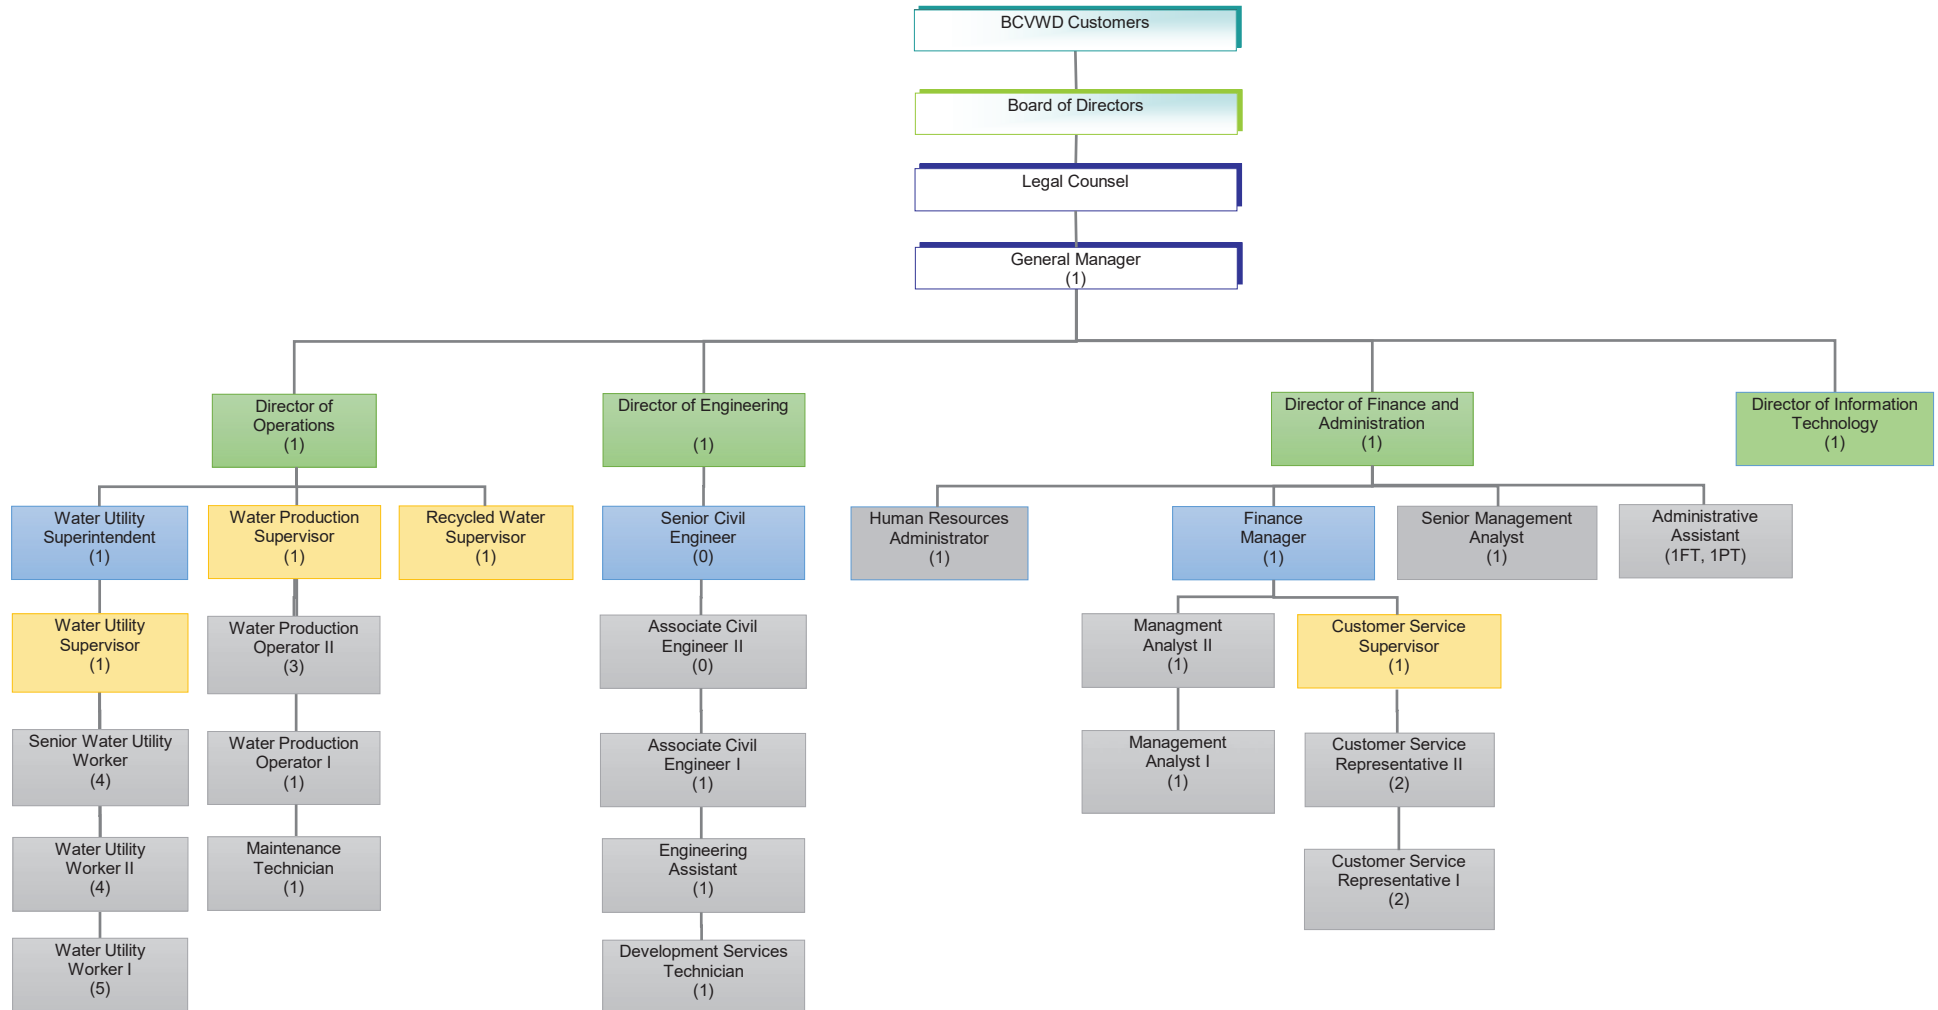 BCVWD Customers
Board of Directors
Legal Counsel
General Manager
(1)
Director of
Operations
(1)
Director of Engineering
(1)
Director of Finance and
Administration
(1)
Director of Information
Technology
(1)
Water Utility
Superintendent
(1)
Water Production
Supervisor
(1)
Recycled Water
Supervisor
(1)
Senior Civil
Engineer
(0)
Human Resources
Administrator
(1)
Finance
Manager
(1)
Senior Management
Analyst
(1)
Administrative
Assistant
(1FT, 1PT)
Water Utility
Supervisor
(1)
Water Production
Operator II
(3)
Associate Civil
Engineer II
(0)
Managment
Analyst II
(1)
Customer Service
Supervisor
(1)
Senior Water Utility
Worker
(4)
Water Production
Operator I
(1)
Associate Civil
Engineer I
(1)
Management
Analyst I
(1)
Customer Service
Representative II
(2)
Water Utility
Worker II
(4)
Maintenance
Technician
(1)
Engineering
Assistant
(1)
Customer Service
Representative I
(2)
Water Utility
Worker I
(5)
Development Services
Technician
(1)